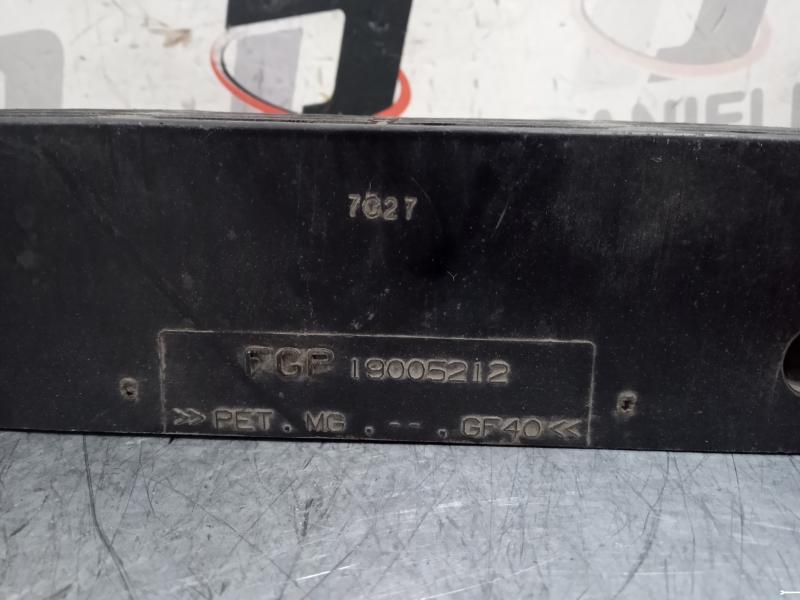 7027
FGP 19005212
>> PET . MG . -- . GF40 <<